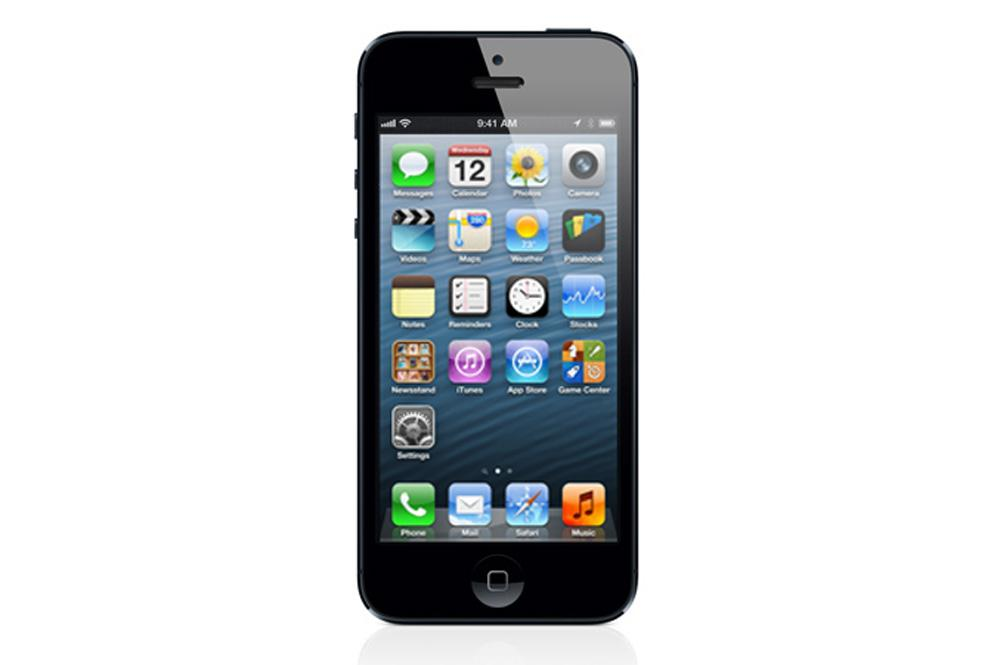 9:41 AM
Wednesday
12
Messages Calendar Photos Camera
280
73°
Videos Maps Weather Passbook
Notes Reminders Clock Stocks
Newsstand iTunes App Store Game Center
Settings
Phone Mail Safari Music